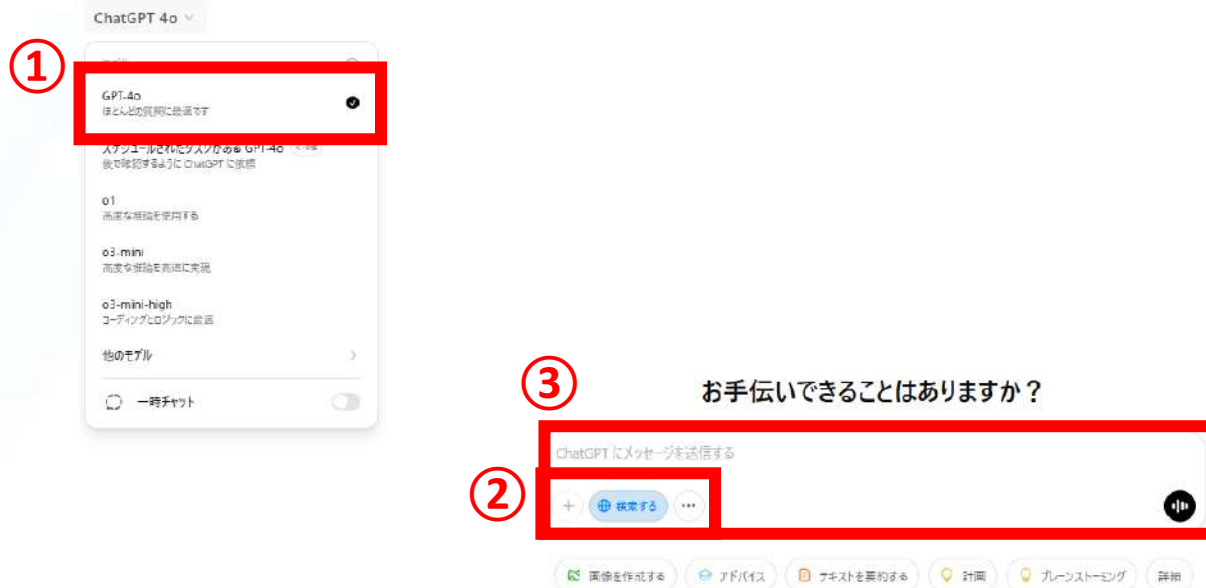 ChatGPT 4o
①
GPT-4o
ほとんどの質問に最適です
スケジュールされたタスクがある GPT-4o
後で確認するように ChatGPT に依頼
o1
高度な推論を使用する
o3-mini
高度な推論を高速に実現
o3-mini-high
コーディングとロジックに最適
他のモデル
一時チャット
③
お手伝いできることはありますか？
ChatGPT にメッセージを送信する
②
検索する
画像を作成する
アドバイス
テキストを要約する
計画
ブレーンストーミング
詳細